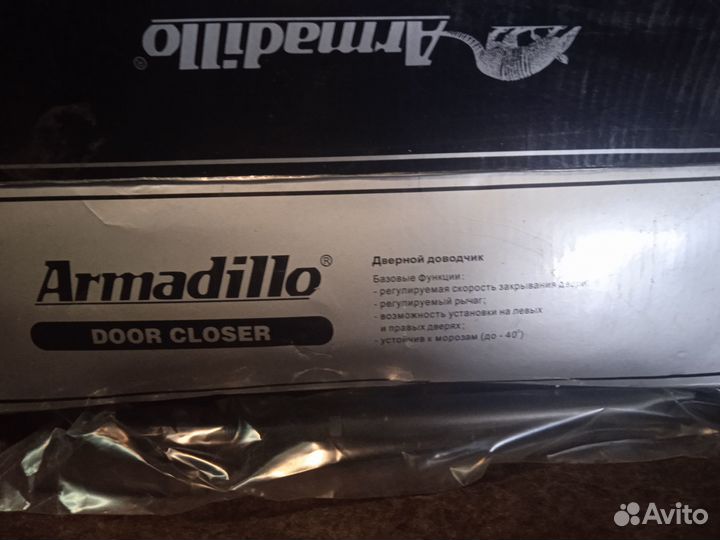 Armadillo®
Armadillo®
DOOR CLOSER
Дверной доводчик
Базовые функции:
- регулируемая скорость закрывания двери;
- регулируемый рычаг;
- возможность установки на левых
и правых дверях;
- устойчив к морозам (до - 40°)
Avito